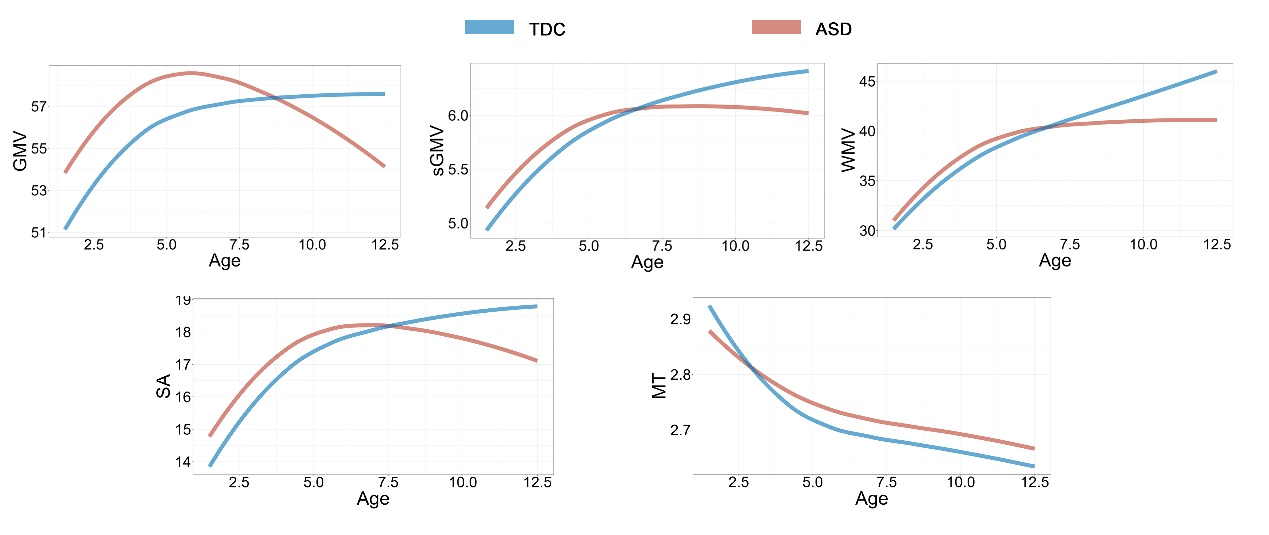 TDC ASD
GMV
57
55
53
51
2.5 5.0 7.5 10.0 12.5
Age
sGMV
6.0
5.5
5.0
2.5 5.0 7.5 10.0 12.5
Age
WMV
45
40
35
30
2.5 5.0 7.5 10.0 12.5
Age
SA
19
18
17
16
15
14
2.5 5.0 7.5 10.0 12.5
Age
MT
2.9
2.8
2.7
2.5 5.0 7.5 10.0 12.5
Age